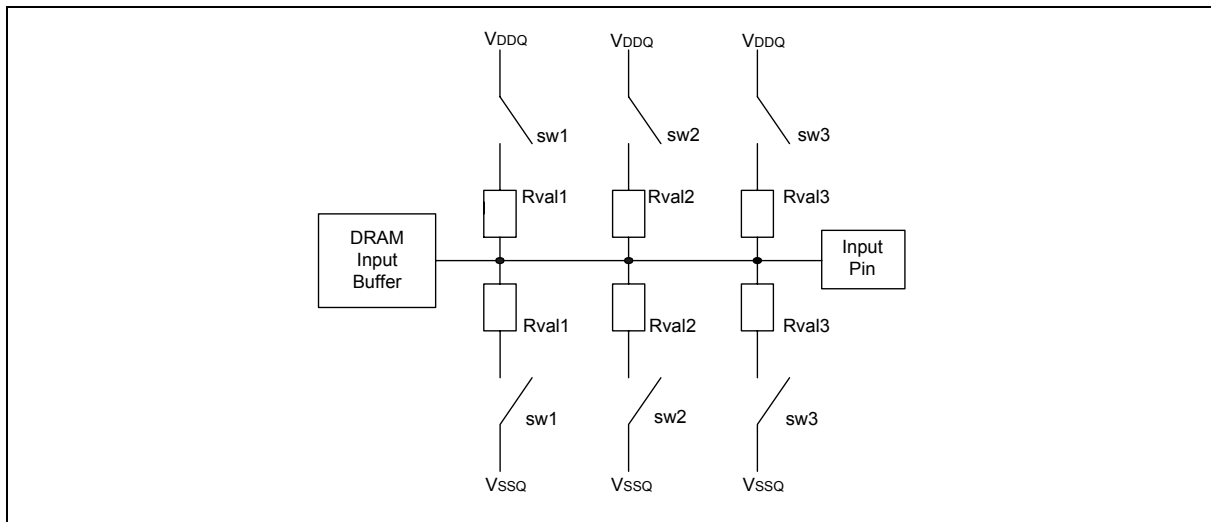 VDDQ VDDQ VDDQ
sw1 sw2 sw3
Rval1 Rval2 Rval3
DRAM
Input
Buffer
Input
Pin
Rval1 Rval2 Rval3
sw1 sw2 sw3
VSSQ VSSQ VSSQ